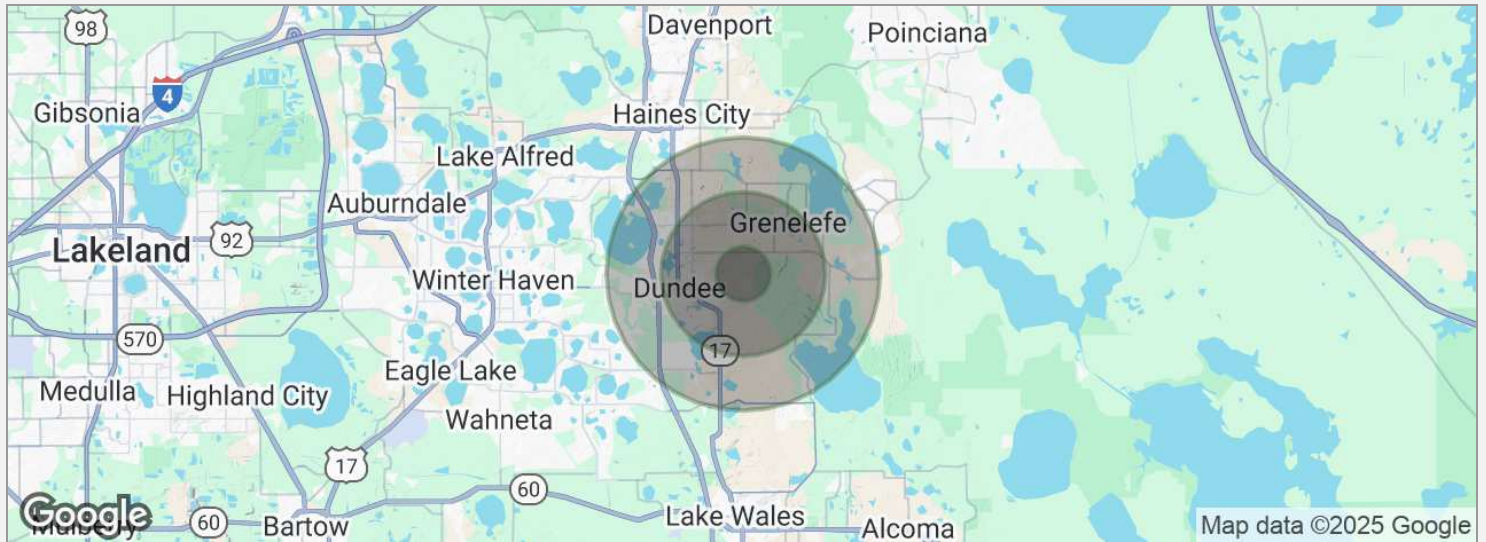 Davenport
Poinciana
98
4
Gibsonia
Haines City
Lake Alfred
Auburndale
Grenelefe
Lakeland
92
Winter Haven
Dundee
570
17
Eagle Lake
Medulla
Highland City
Wahneta
17
60
Google
Mulberry
60
Bartow
Lake Wales
Alcoma
Map data ©2025 Google